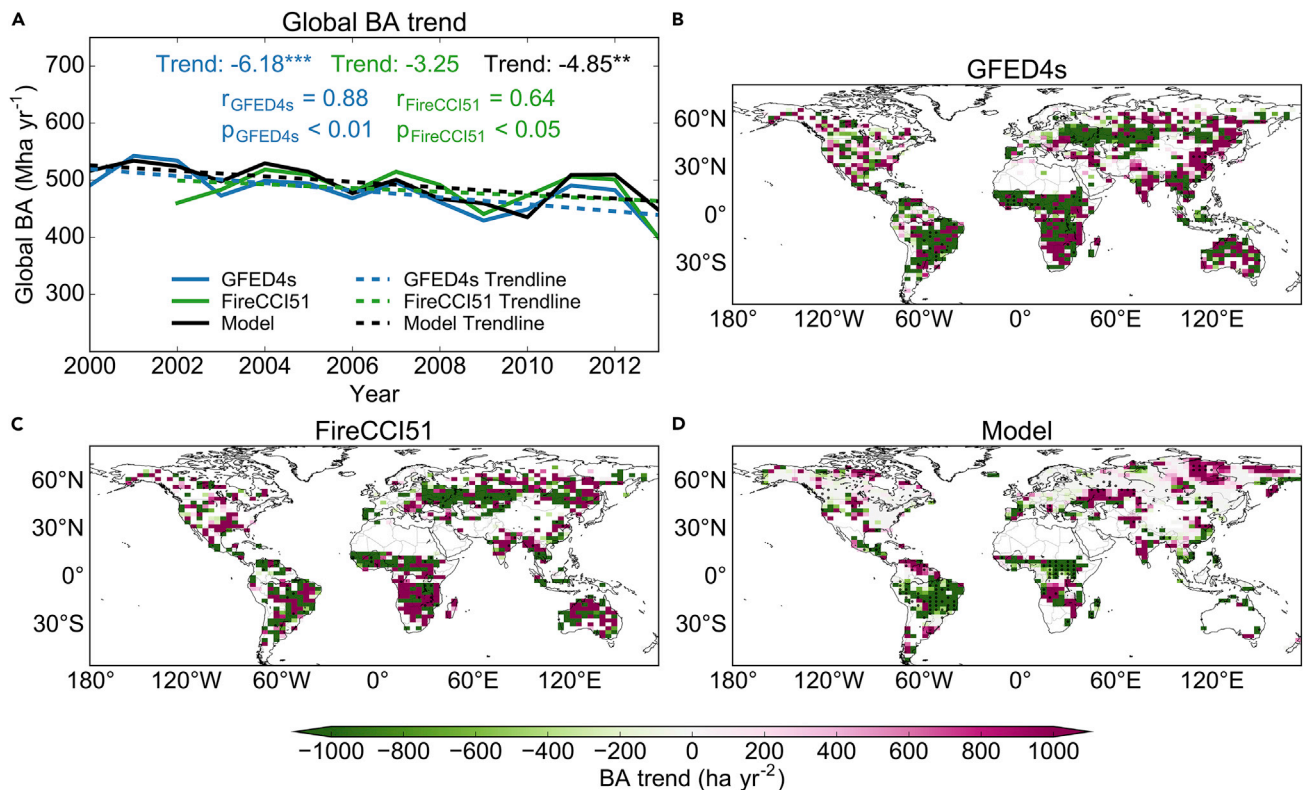 A
Global BA trend
Trend: -6.18*** Trend: -3.25 Trend: -4.85**
rGFED4s = 0.88 rFireCCI51 = 0.64
pGFED4s < 0.01 pFireCCI51 < 0.05
700
600
500
400
300
Global BA (Mha yr-1)
GFED4s GFED4s Trendline
FireCCI51 FireCCI51 Trendline
Model Model Trendline
2000 2002 2004 2006 2008 2010 2012
Year
B
GFED4s
60°N
30°N
0°
30°S
180° 120°W 60°W 0° 60°E 120°E
C
FireCCI51
60°N
30°N
0°
30°S
180° 120°W 60°W 0° 60°E 120°E
D
Model
60°N
30°N
0°
30°S
180° 120°W 60°W 0° 60°E 120°E
−1000 −800 −600 −400 −200 0 200 400 600 800 1000
BA trend (ha yr−2)